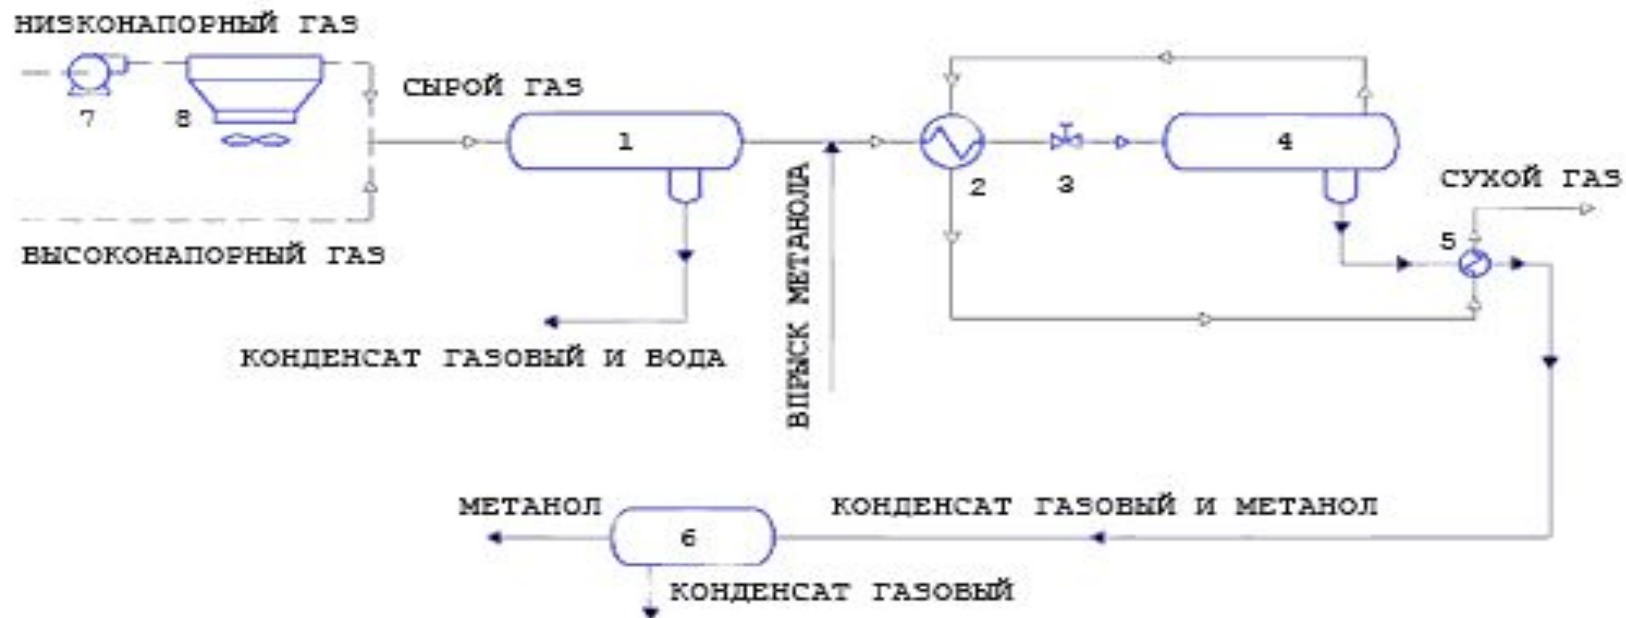 НИЗКОНАПОРНЫЙ ГАЗ
7
8
СЫРОЙ ГАЗ
ВЫСОКОНАПОРНЫЙ ГАЗ
1
2
3
4
5
СУХОЙ ГАЗ
КОНДЕНСАТ ГАЗОВЫЙ И ВОДА
ВПРЫСК МЕТАНОЛА
МЕТАНОЛ
6
КОНДЕНСАТ ГАЗОВЫЙ И МЕТАНОЛ
КОНДЕНСАТ ГАЗОВЫЙ